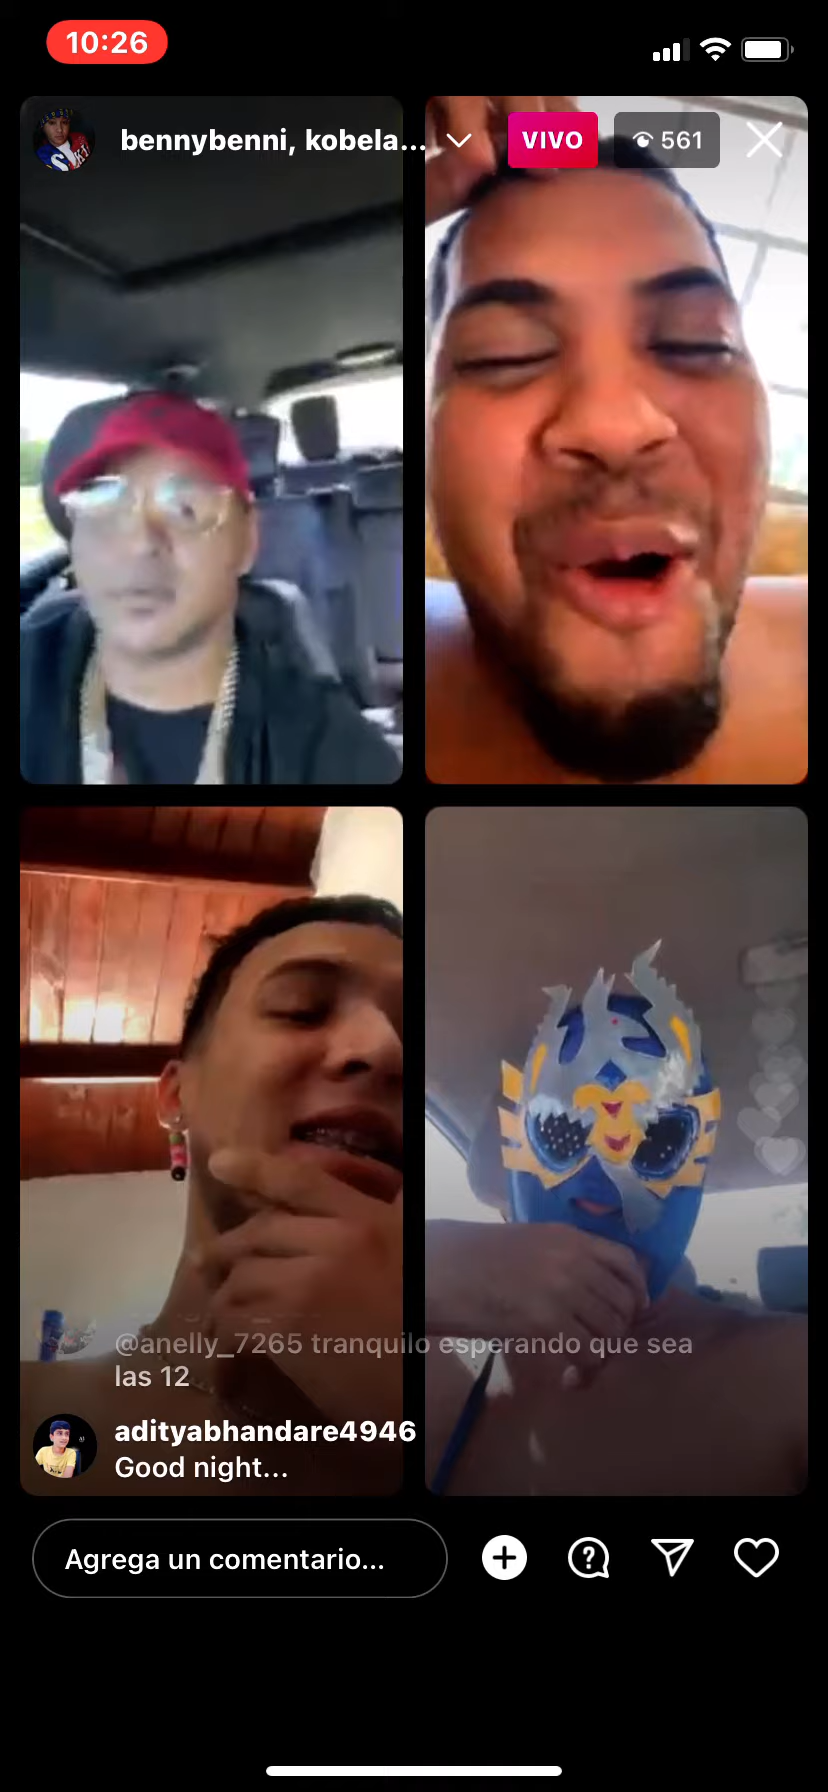 10:26
bennybenni, kobela...
VIVO
561
@anelly_7265 tranquilo esperando que sea
las 12
adityabhandare4946
Good night...
Agrega un comentario...